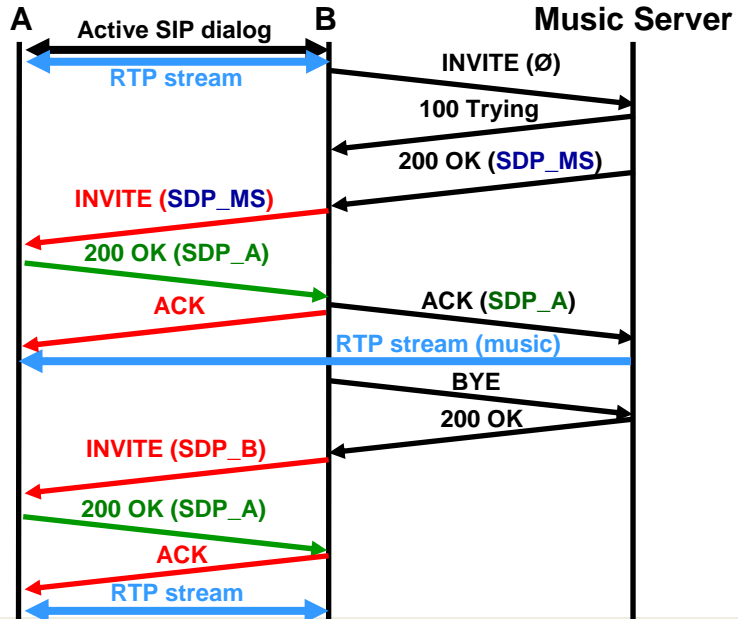 A
B
Music Server
Active SIP dialog
RTP stream
INVITE (Ø)
100 Trying
200 OK (SDP_MS)
INVITE (SDP_MS)
200 OK (SDP_A)
ACK
ACK (SDP_A)
RTP stream (music)
BYE
200 OK
INVITE (SDP_B)
200 OK (SDP_A)
ACK
RTP stream